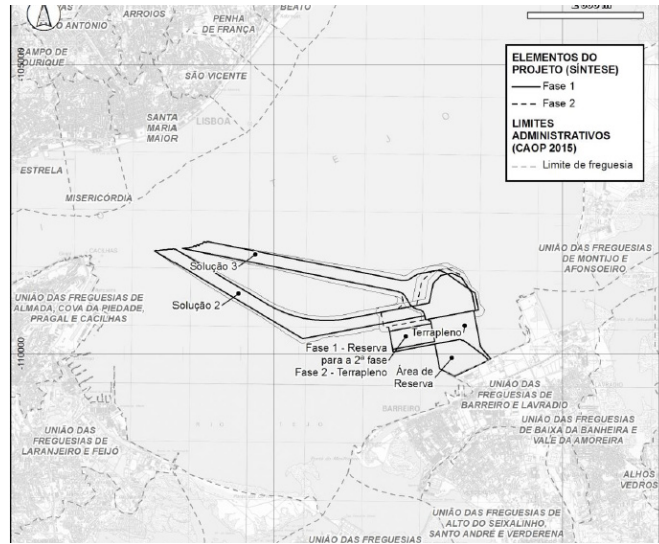 ARROIOS
PENHA
DE FRANÇA
BEATO
O ANTÓNIO
CAMPO DE
OURIQUE
SÃO VICENTE
LISBOA
SANTA
MARIA
MAIOR
ESTRELA
MISERICÓRDIA
T E J O
-105000
ELEMENTOS DO
PROJETO (SÍNTESE)
Fase 1
Fase 2
LIMITES
ADMINISTRATIVOS
(CAOP 2015)
Limite de freguesia
UNIÃO DAS FREGUESIAS
DE MONTIJO E
AFONSOEIRO
CACILHAS
Solução 3
Solução 2
UNIÃO DAS FREGUESIAS DE
ALMADA, COVA DA PIEDADE,
PRAGAL E CACILHAS
Terrapleno
Fase 1 - Reserva
para a 2ª fase
Fase 2 - Terrapleno
Área de
Reserva
-110000
BARREIRO
UNIÃO DAS
FREGUESIAS DE
LARANJEIRO E FEIJÓ
UNIÃO DAS FREGUESIAS
DE BARREIRO E LAVRADIO
UNIÃO DAS FREGUESIAS
DE BAIXA DA BANHEIRA E
VALE DA AMOREIRA
ALHOS
VEDROS
UNIÃO DAS FREGUESIAS DE
ALTO DO SEIXALINHO,
SANTO ANDRÉ E VERDERENA
UNIÃO DAS FREGUESIAS